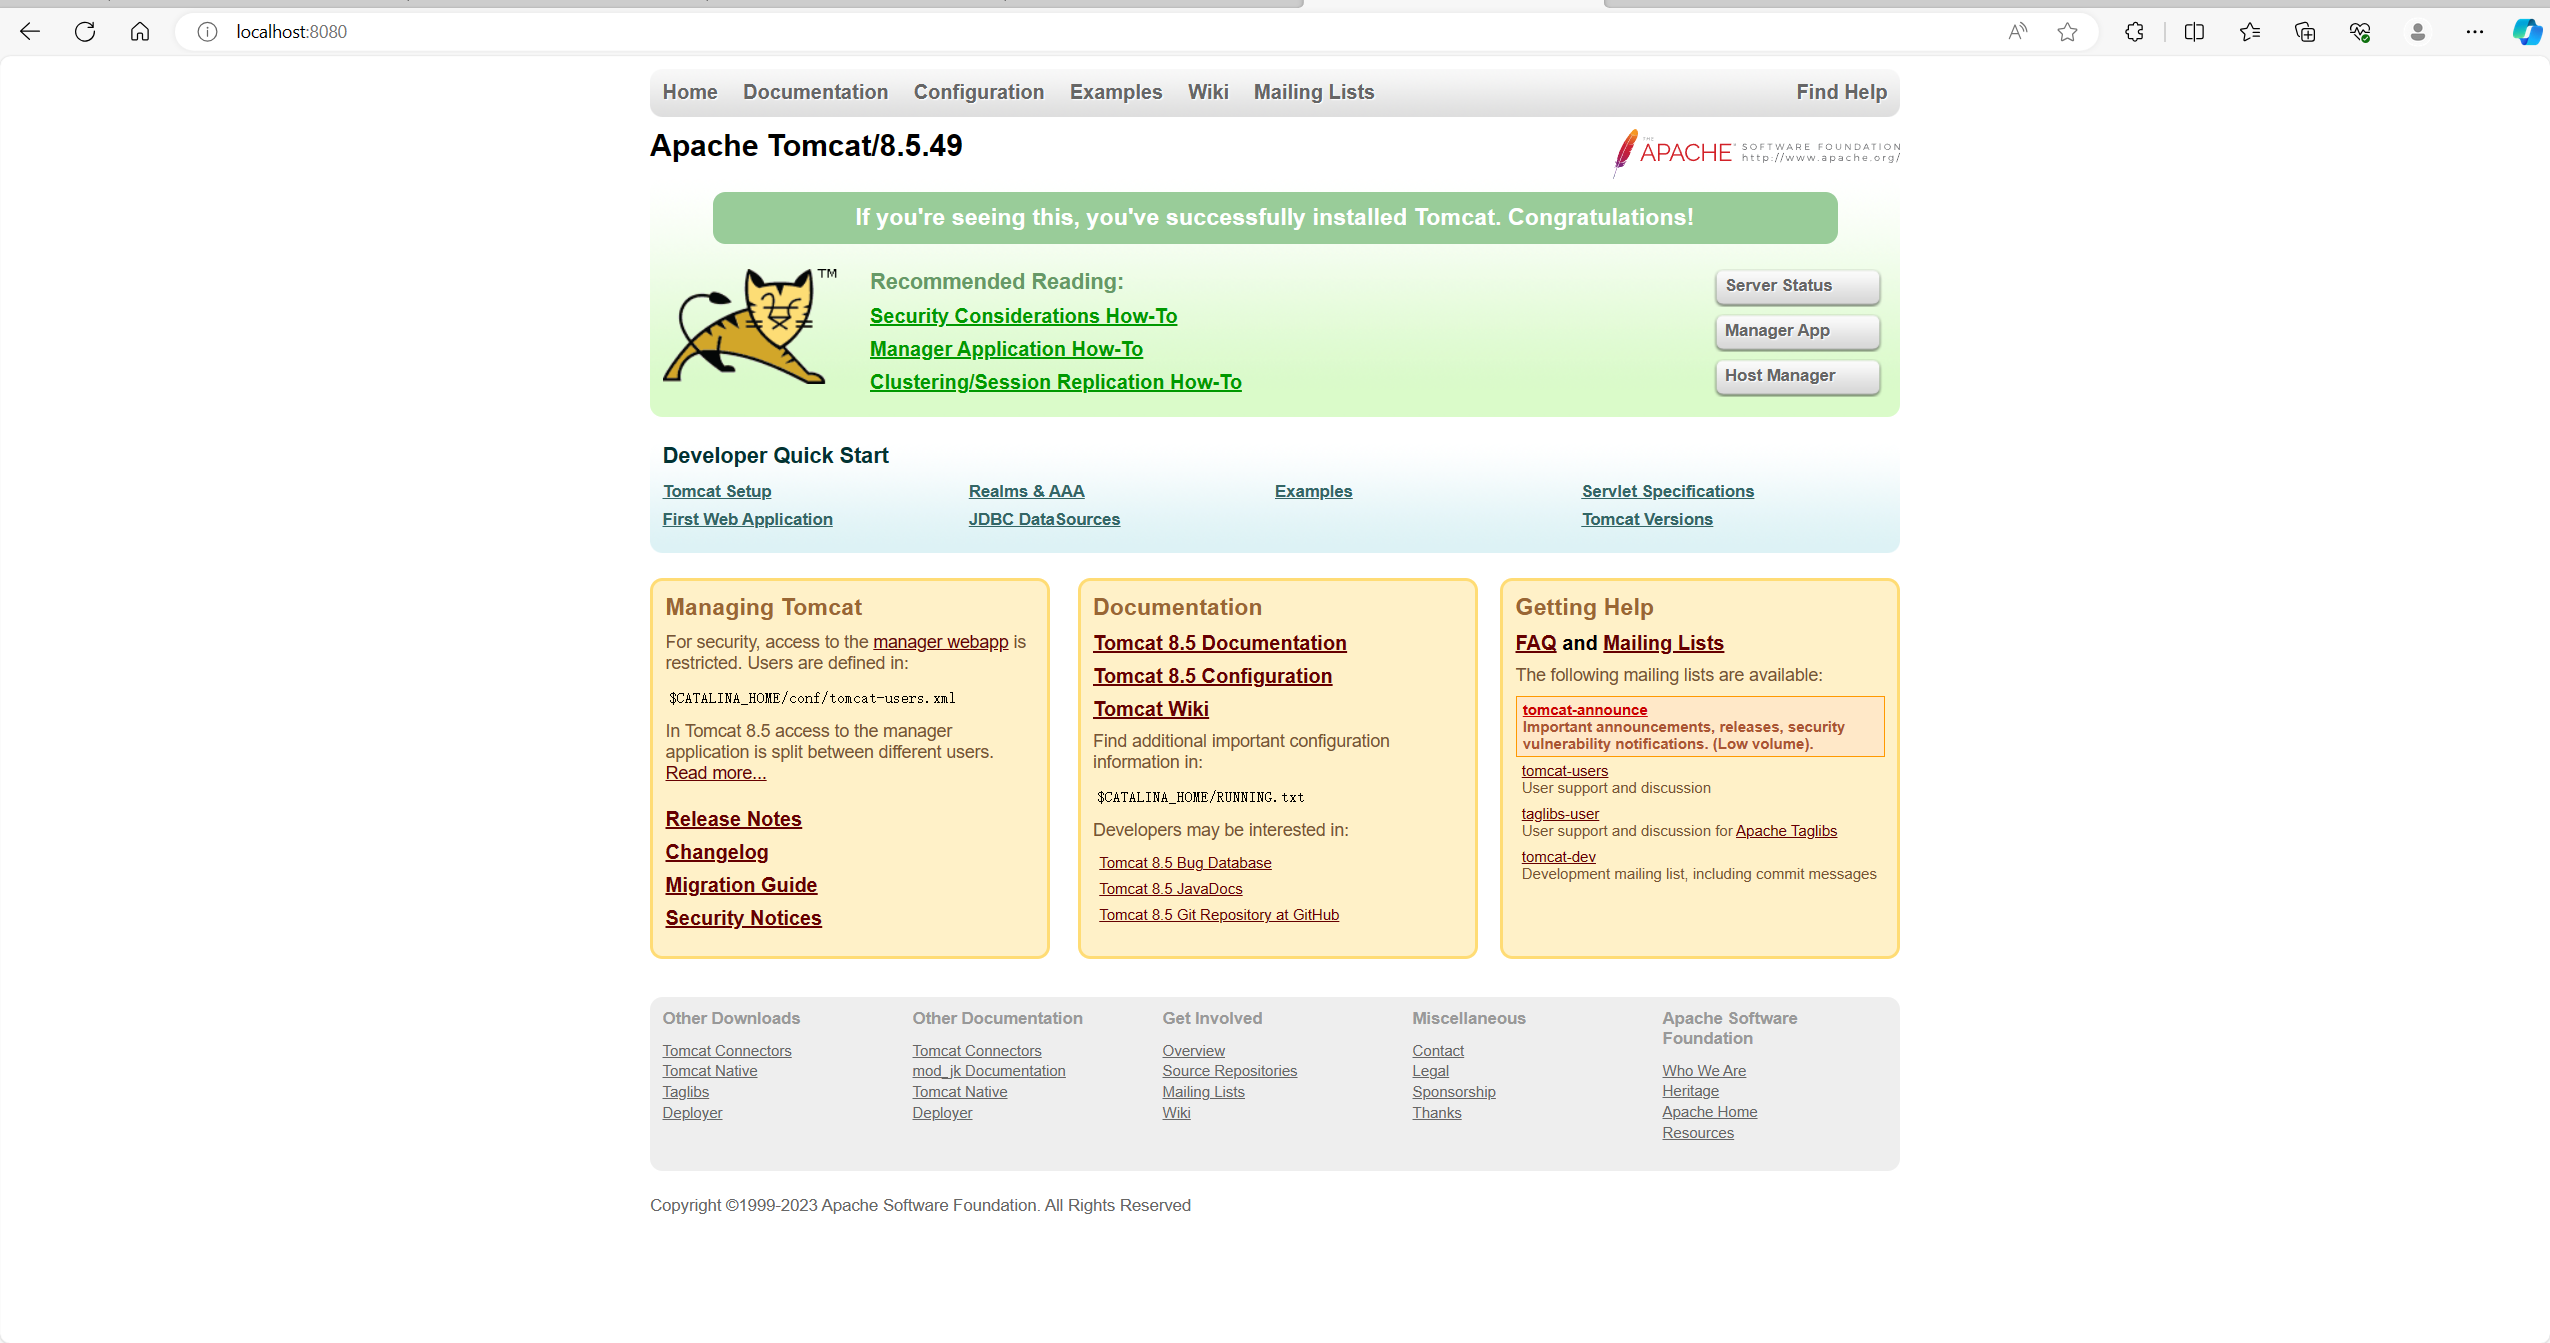 localhost:8080
Home Documentation Configuration Examples Wiki Mailing Lists Find Help
Apache Tomcat/8.5.49
THE
APACHE SOFTWARE FOUNDATION
http://www.apache.org/
If you're seeing this, you've successfully installed Tomcat. Congratulations!
TM
Recommended Reading:
Security Considerations How-To
Manager Application How-To
Clustering/Session Replication How-To
Server Status
Manager App
Host Manager
Developer Quick Start
Tomcat Setup
First Web Application
Realms & AAA
JDBC DataSources
Examples
Servlet Specifications
Tomcat Versions
Managing Tomcat
For security, access to the manager webapp is
restricted. Users are defined in:
$CATALINA_HOME/conf/tomcat-users.xml
In Tomcat 8.5 access to the manager
application is split between different users.
Read more...
Release Notes
Changelog
Migration Guide
Security Notices
Documentation
Tomcat 8.5 Documentation
Tomcat 8.5 Configuration
Tomcat Wiki
Find additional important configuration
information in:
$CATALINA_HOME/RUNNING.txt
Developers may be interested in:
Tomcat 8.5 Bug Database
Tomcat 8.5 JavaDocs
Tomcat 8.5 Git Repository at GitHub
Getting Help
FAQ and Mailing Lists
The following mailing lists are available:
tomcat-announce
Important announcements, releases, security
vulnerability notifications. (Low volume).
tomcat-users
User support and discussion
taglibs-user
User support and discussion for Apache Taglibs
tomcat-dev
Development mailing list, including commit messages
Other Downloads
Tomcat Connectors
Tomcat Native
Taglibs
Deployer
Other Documentation
Tomcat Connectors
mod_jk Documentation
Tomcat Native
Deployer
Get Involved
Overview
Source Repositories
Mailing Lists
Wiki
Miscellaneous
Contact
Legal
Sponsorship
Thanks
Apache Software
Foundation
Who We Are
Heritage
Apache Home
Resources
Copyright ©1999-2023 Apache Software Foundation. All Rights Reserved